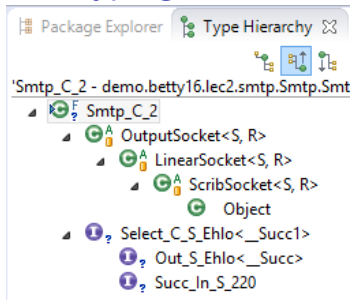 Package Explorer Type Hierarchy
'Smtp_C_2 - demo.betty16.lec2.smtp.Smtp.Smt
Smtp_C_2
OutputSocket<S, R>
LinearSocket<S, R>
ScribSocket<S, R>
Object
Select_C_S_Ehlo<__Succ1>
Out_S_Ehlo<__Succ>
Succ_In_S_220